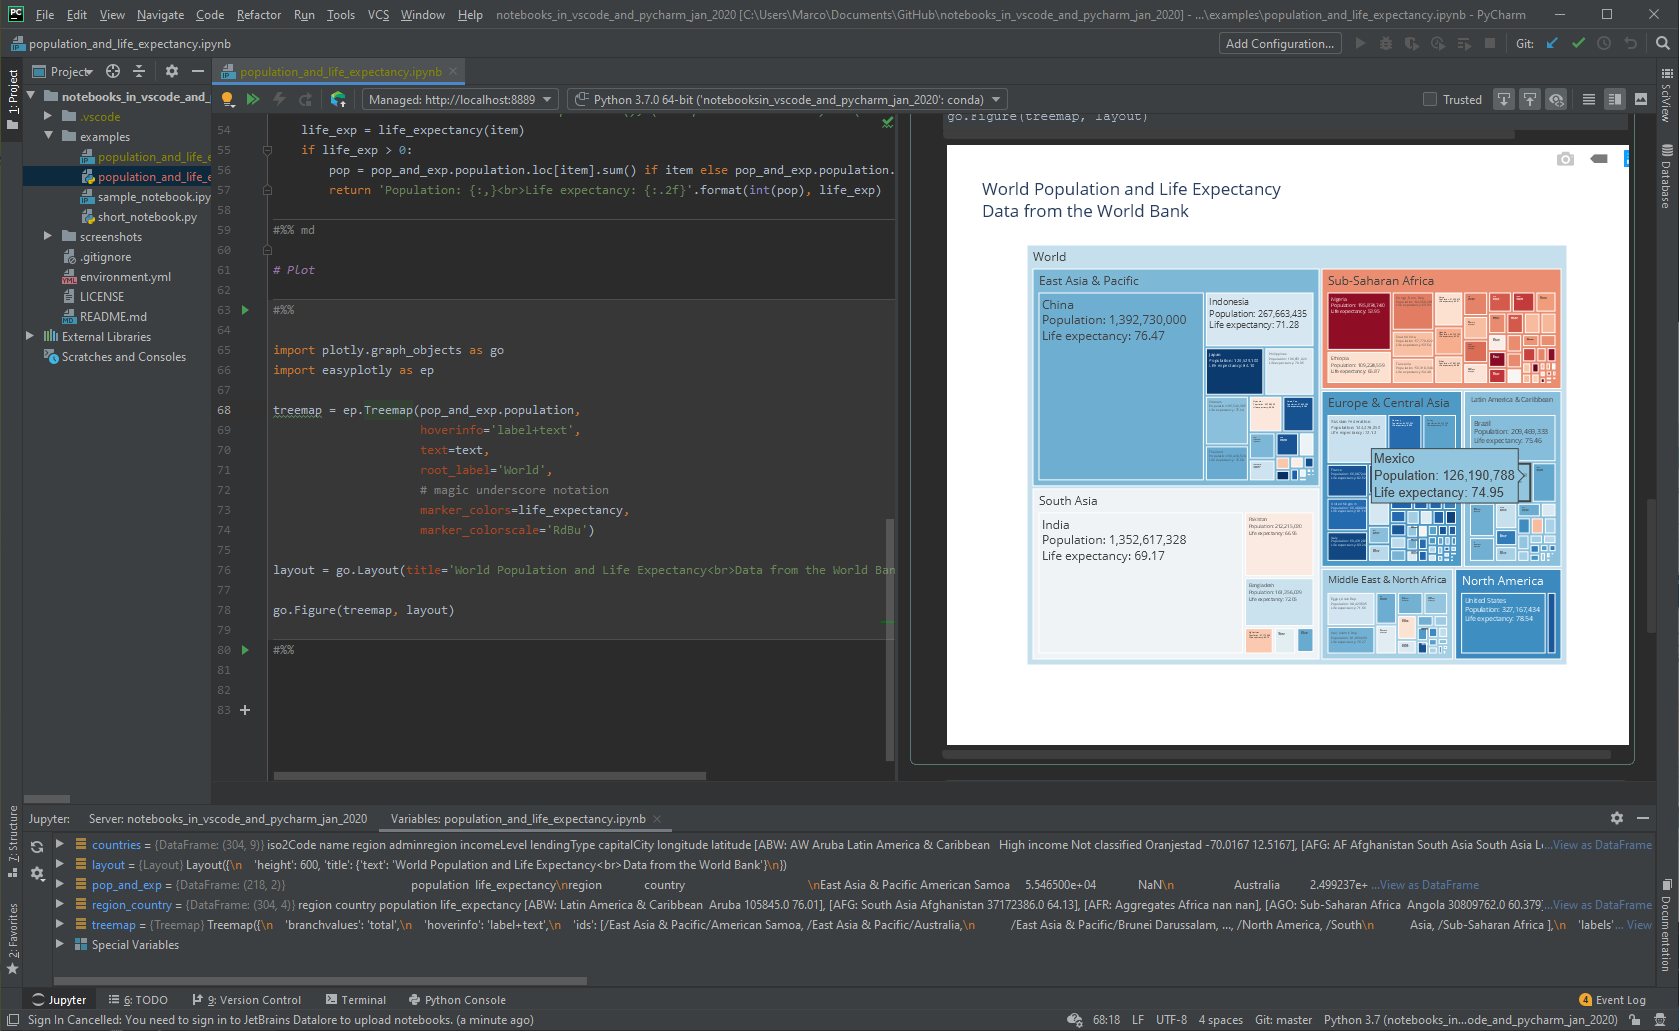 PC File Edit View Navigate Code Refactor Run Tools VCS Window Help notebooks_in_vscode_and_pycharm_jan_2020 [C:\Users\Marco\Documents\GitHub\notebooks_in_vscode_and_pycharm_jan_2020] - ...\examples\population_and_life_expectancy.ipynb - PyCharm
population_and_life_expectancy.ipynb
Add Configuration...
Git:
1: Project
Project
population_and_life_expectancy.ipynb
notebooks_in_vscode_and_
.vscode
examples
population_and_life_e
population_and_life_e
sample_notebook.ipy
short_notebook.py
screenshots
.gitignore
environment.yml
LICENSE
README.md
External Libraries
Scratches and Consoles
Managed: http://localhost:8889
Python 3.7.0 64-bit ('notebooksin_vscode_and_pycharm_jan_2020': conda)
Trusted
SciView
Database
Documentation
54 life_exp = life_expectancy(item)
55 if life_exp > 0:
56 pop = pop_and_exp.population.loc[item].sum() if item else pop_and_exp.population.
57 return 'Population: {:,}<br>Life expectancy: {:.2f}'.format(int(pop), life_exp)
58
59 #%% md
60
61 # Plot
62
63 #%%
64
65 import plotly.graph_objects as go
66 import easyplotly as ep
67
68 treemap = ep.Treemap(pop_and_exp.population,
69 hoverinfo='label+text',
70 text=text,
71 root_label='World',
72 # magic underscore notation
73 marker_colors=life_expectancy,
74 marker_colorscale='RdBu')
75
76 layout = go.Layout(title='World Population and Life Expectancy<br>Data from the World Ban
77
78 go.Figure(treemap, layout)
79
80 #%%
81
82
83
go.Figure(treemap, layout)
World Population and Life Expectancy
Data from the World Bank
World
East Asia & Pacific
China
Population: 1,392,730,000
Life expectancy: 76.47
Indonesia
Population: 267,663,435
Life expectancy: 71.28
Japan
South Asia
India
Population: 1,352,617,328
Life expectancy: 69.17
Pakistan
Bangladesh
Sub-Saharan Africa
Nigeria
Ethiopia
Europe & Central Asia
Latin America & Caribbean
Brazil
Population: 209,469,333
Life expectancy: 75.46
Mexico
Population: 126,190,788
Life expectancy: 74.95
Middle East & North Africa
North America
United States
Population: 327,167,434
Life expectancy: 78.54
Jupyter: Server: notebooks_in_vscode_and_pycharm_jan_2020 Variables: population_and_life_expectancy.ipynb
countries = {DataFrame: (304, 9)} iso2Code name region adminregion incomeLevel lendingType capitalCity longitude latitude [ABW: AW Aruba Latin America & Caribbean High income Not classified Oranjestad -70.0167 12.5167], [AFG: AF Afghanistan South Asia South Asia L...View as DataFrame
layout = {Layout} Layout({\n 'height': 600, 'title': {'text': 'World Population and Life Expectancy<br>Data from the World Bank'}\n})
pop_and_exp = {DataFrame: (218, 2)} population life_expectancy\nregion country \nEast Asia & Pacific American Samoa 5.546500e+04 NaN\n Australia 2.499237e+ ...View as DataFrame
region_country = {DataFrame: (304, 4)} region country population life_expectancy [ABW: Latin America & Caribbean Aruba 105845.0 76.01], [AFG: South Asia Afghanistan 37172386.0 64.13], [AFR: Aggregates Africa nan nan], [AGO: Sub-Saharan Africa Angola 30809762.0 60.379]...View as DataFrame
treemap = {Treemap} Treemap({\n 'branchvalues': 'total',\n 'hoverinfo': 'label+text',\n 'ids': [/East Asia & Pacific/American Samoa, /East Asia & Pacific/Australia,\n /East Asia & Pacific/Brunei Darussalam, ..., /North America, /South\n Asia, /Sub-Saharan Africa ],\n 'labels'... View
Special Variables
7: Structure
2: Favorites
Jupyter 6: TODO 9: Version Control Terminal Python Console 4 Event Log
Sign In Cancelled: You need to sign in to JetBrains Datalore to upload notebooks. (a minute ago) 68:18 LF UTF-8 4 spaces Git: master Python 3.7 (notebooks_in...ode_and_pycharm_jan_2020)